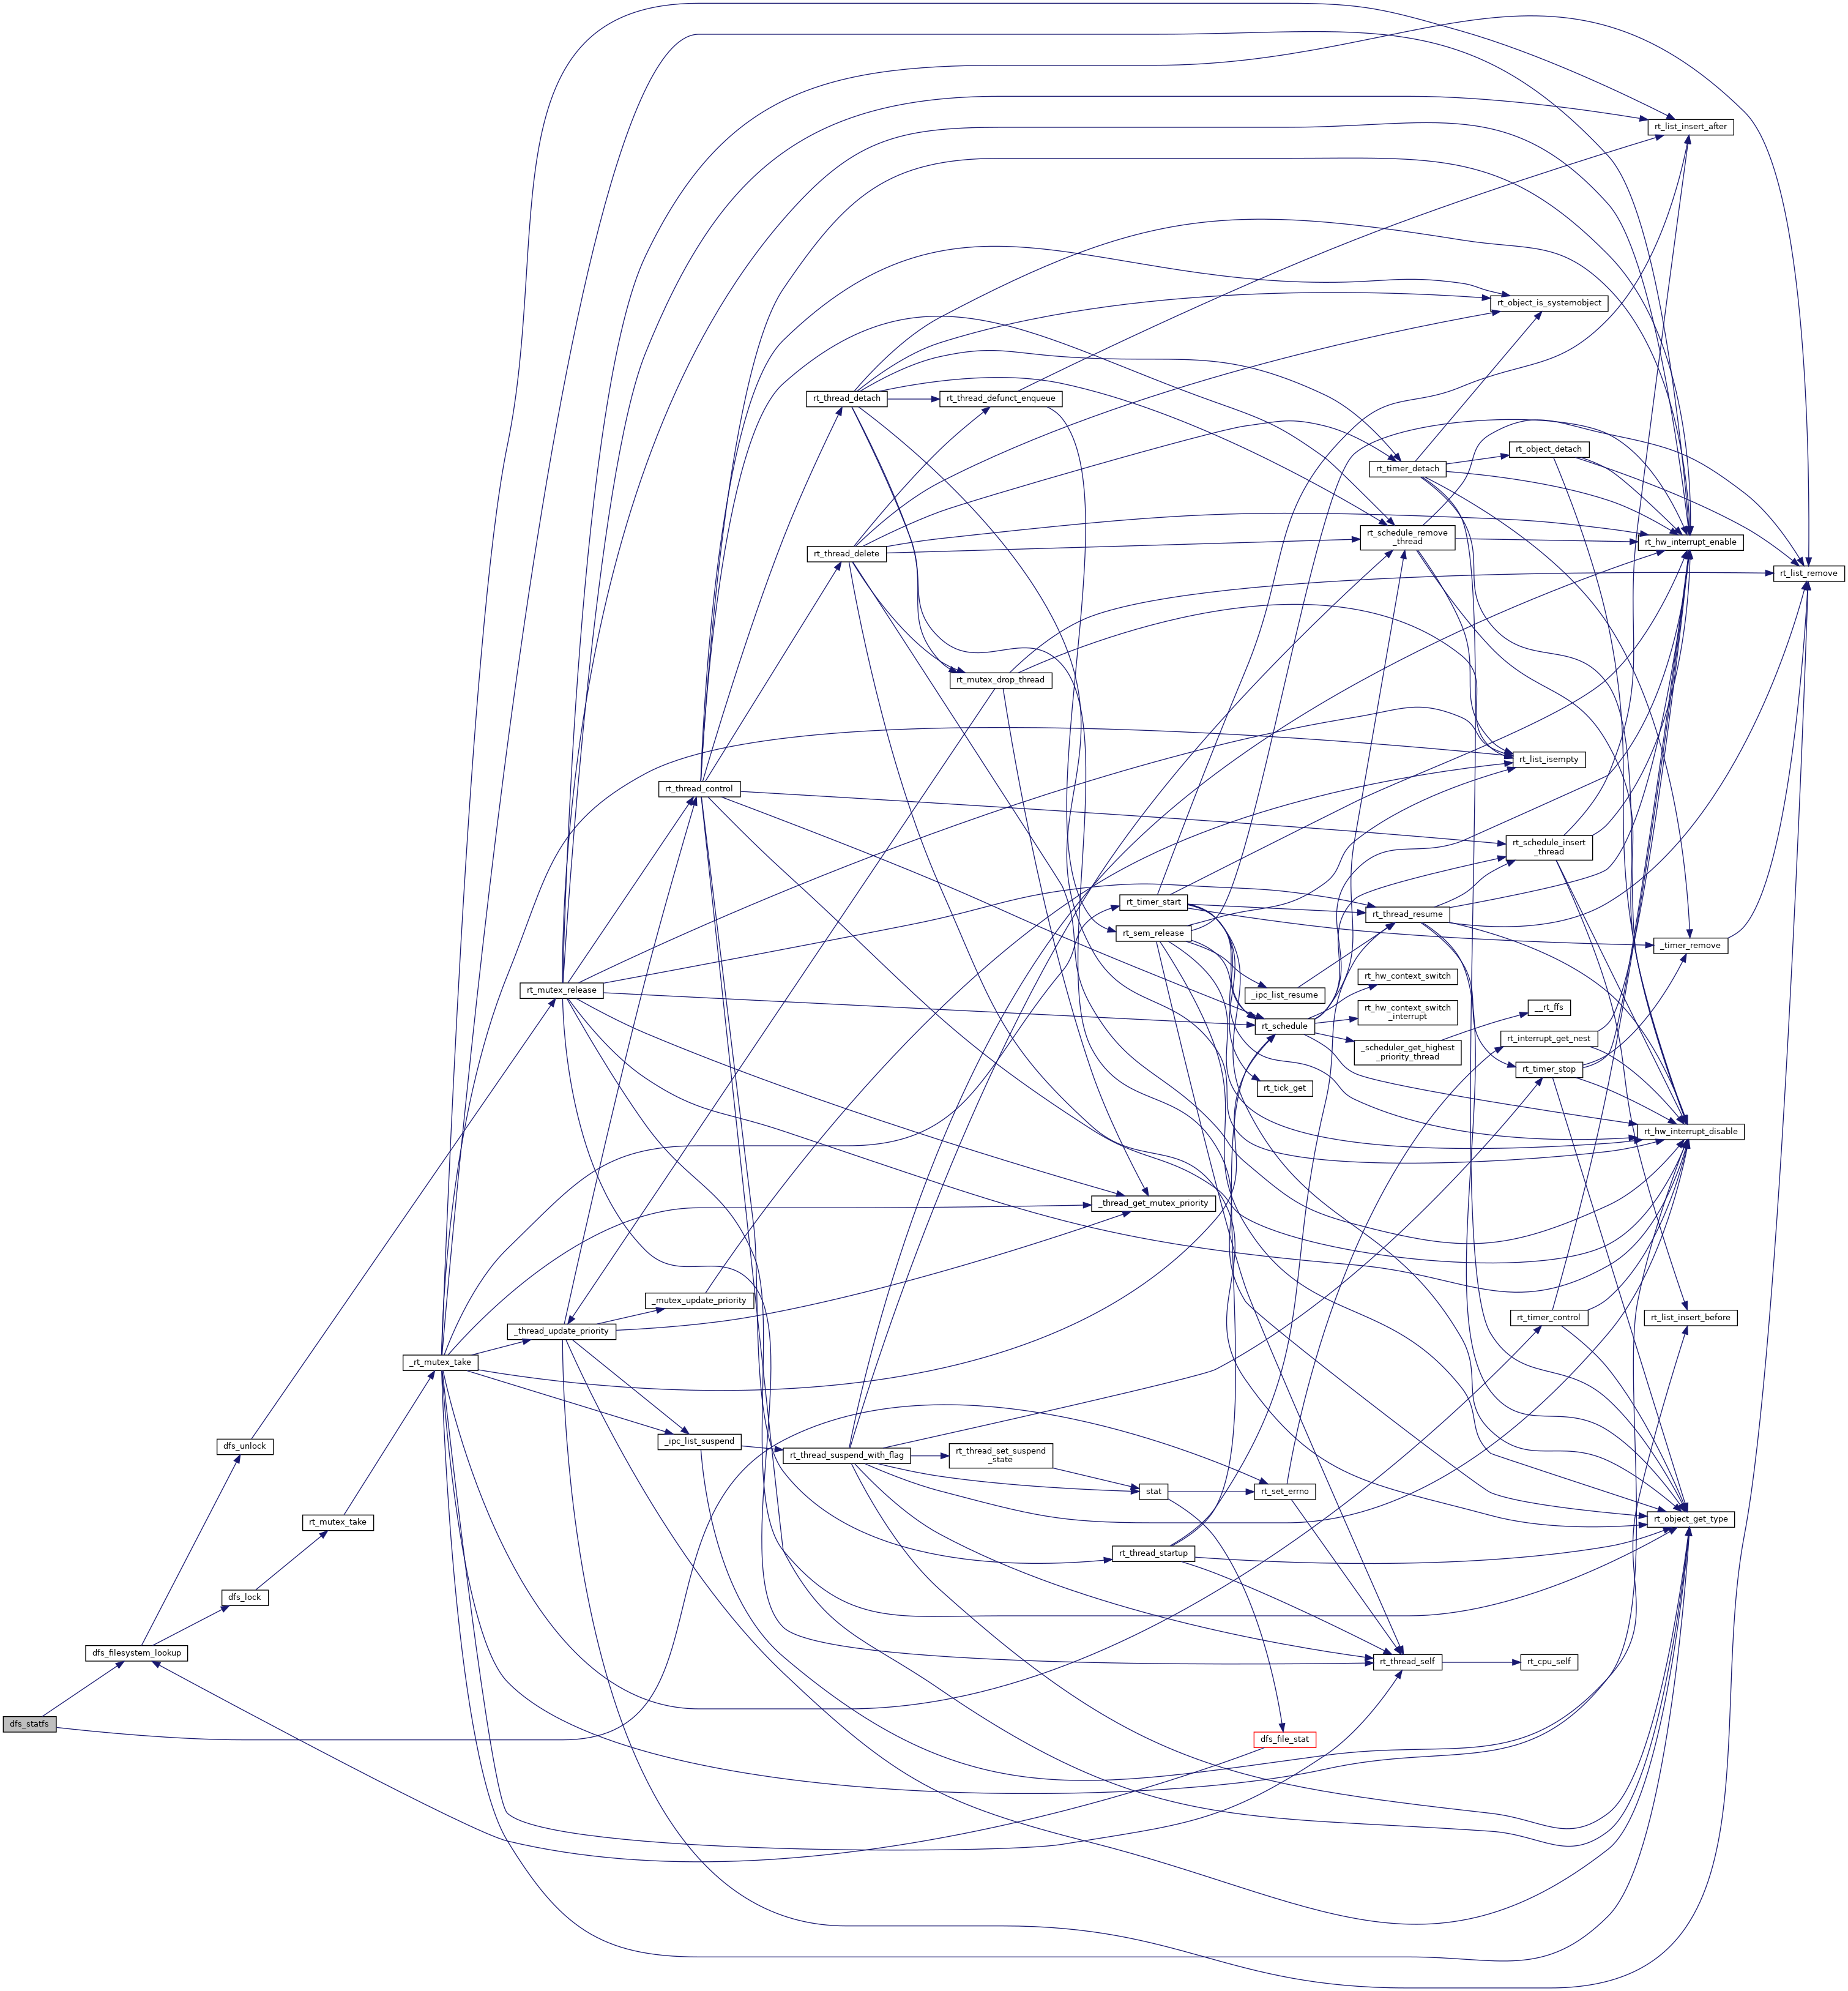 rt_list_insert_after
rt_object_is_systemobject
rt_thread_detach
rt_thread_defunct_enqueue
rt_object_detach
rt_timer_detach
rt_schedule_remove
_thread
rt_hw_interrupt_enable
rt_thread_delete
rt_list_remove
rt_mutex_drop_thread
rt_list_isempty
rt_thread_control
rt_schedule_insert
_thread
rt_timer_start
rt_thread_resume
rt_sem_release
_timer_remove
rt_hw_context_switch
rt_mutex_release
_ipc_list_resume
__rt_ffs
rt_hw_context_switch
_interrupt
rt_schedule
rt_interrupt_get_nest
_scheduler_get_highest
_priority_thread
rt_timer_stop
rt_tick_get
rt_hw_interrupt_disable
_thread_get_mutex_priority
_mutex_update_priority
rt_timer_control
rt_list_insert_before
_thread_update_priority
_rt_mutex_take
_ipc_list_suspend
dfs_unlock
rt_thread_suspend_with_flag
rt_thread_set_suspend
_state
stat
rt_set_errno
rt_mutex_take
rt_object_get_type
rt_thread_startup
dfs_lock
dfs_filesystem_lookup
rt_thread_self
rt_cpu_self
dfs_statfs
dfs_file_stat